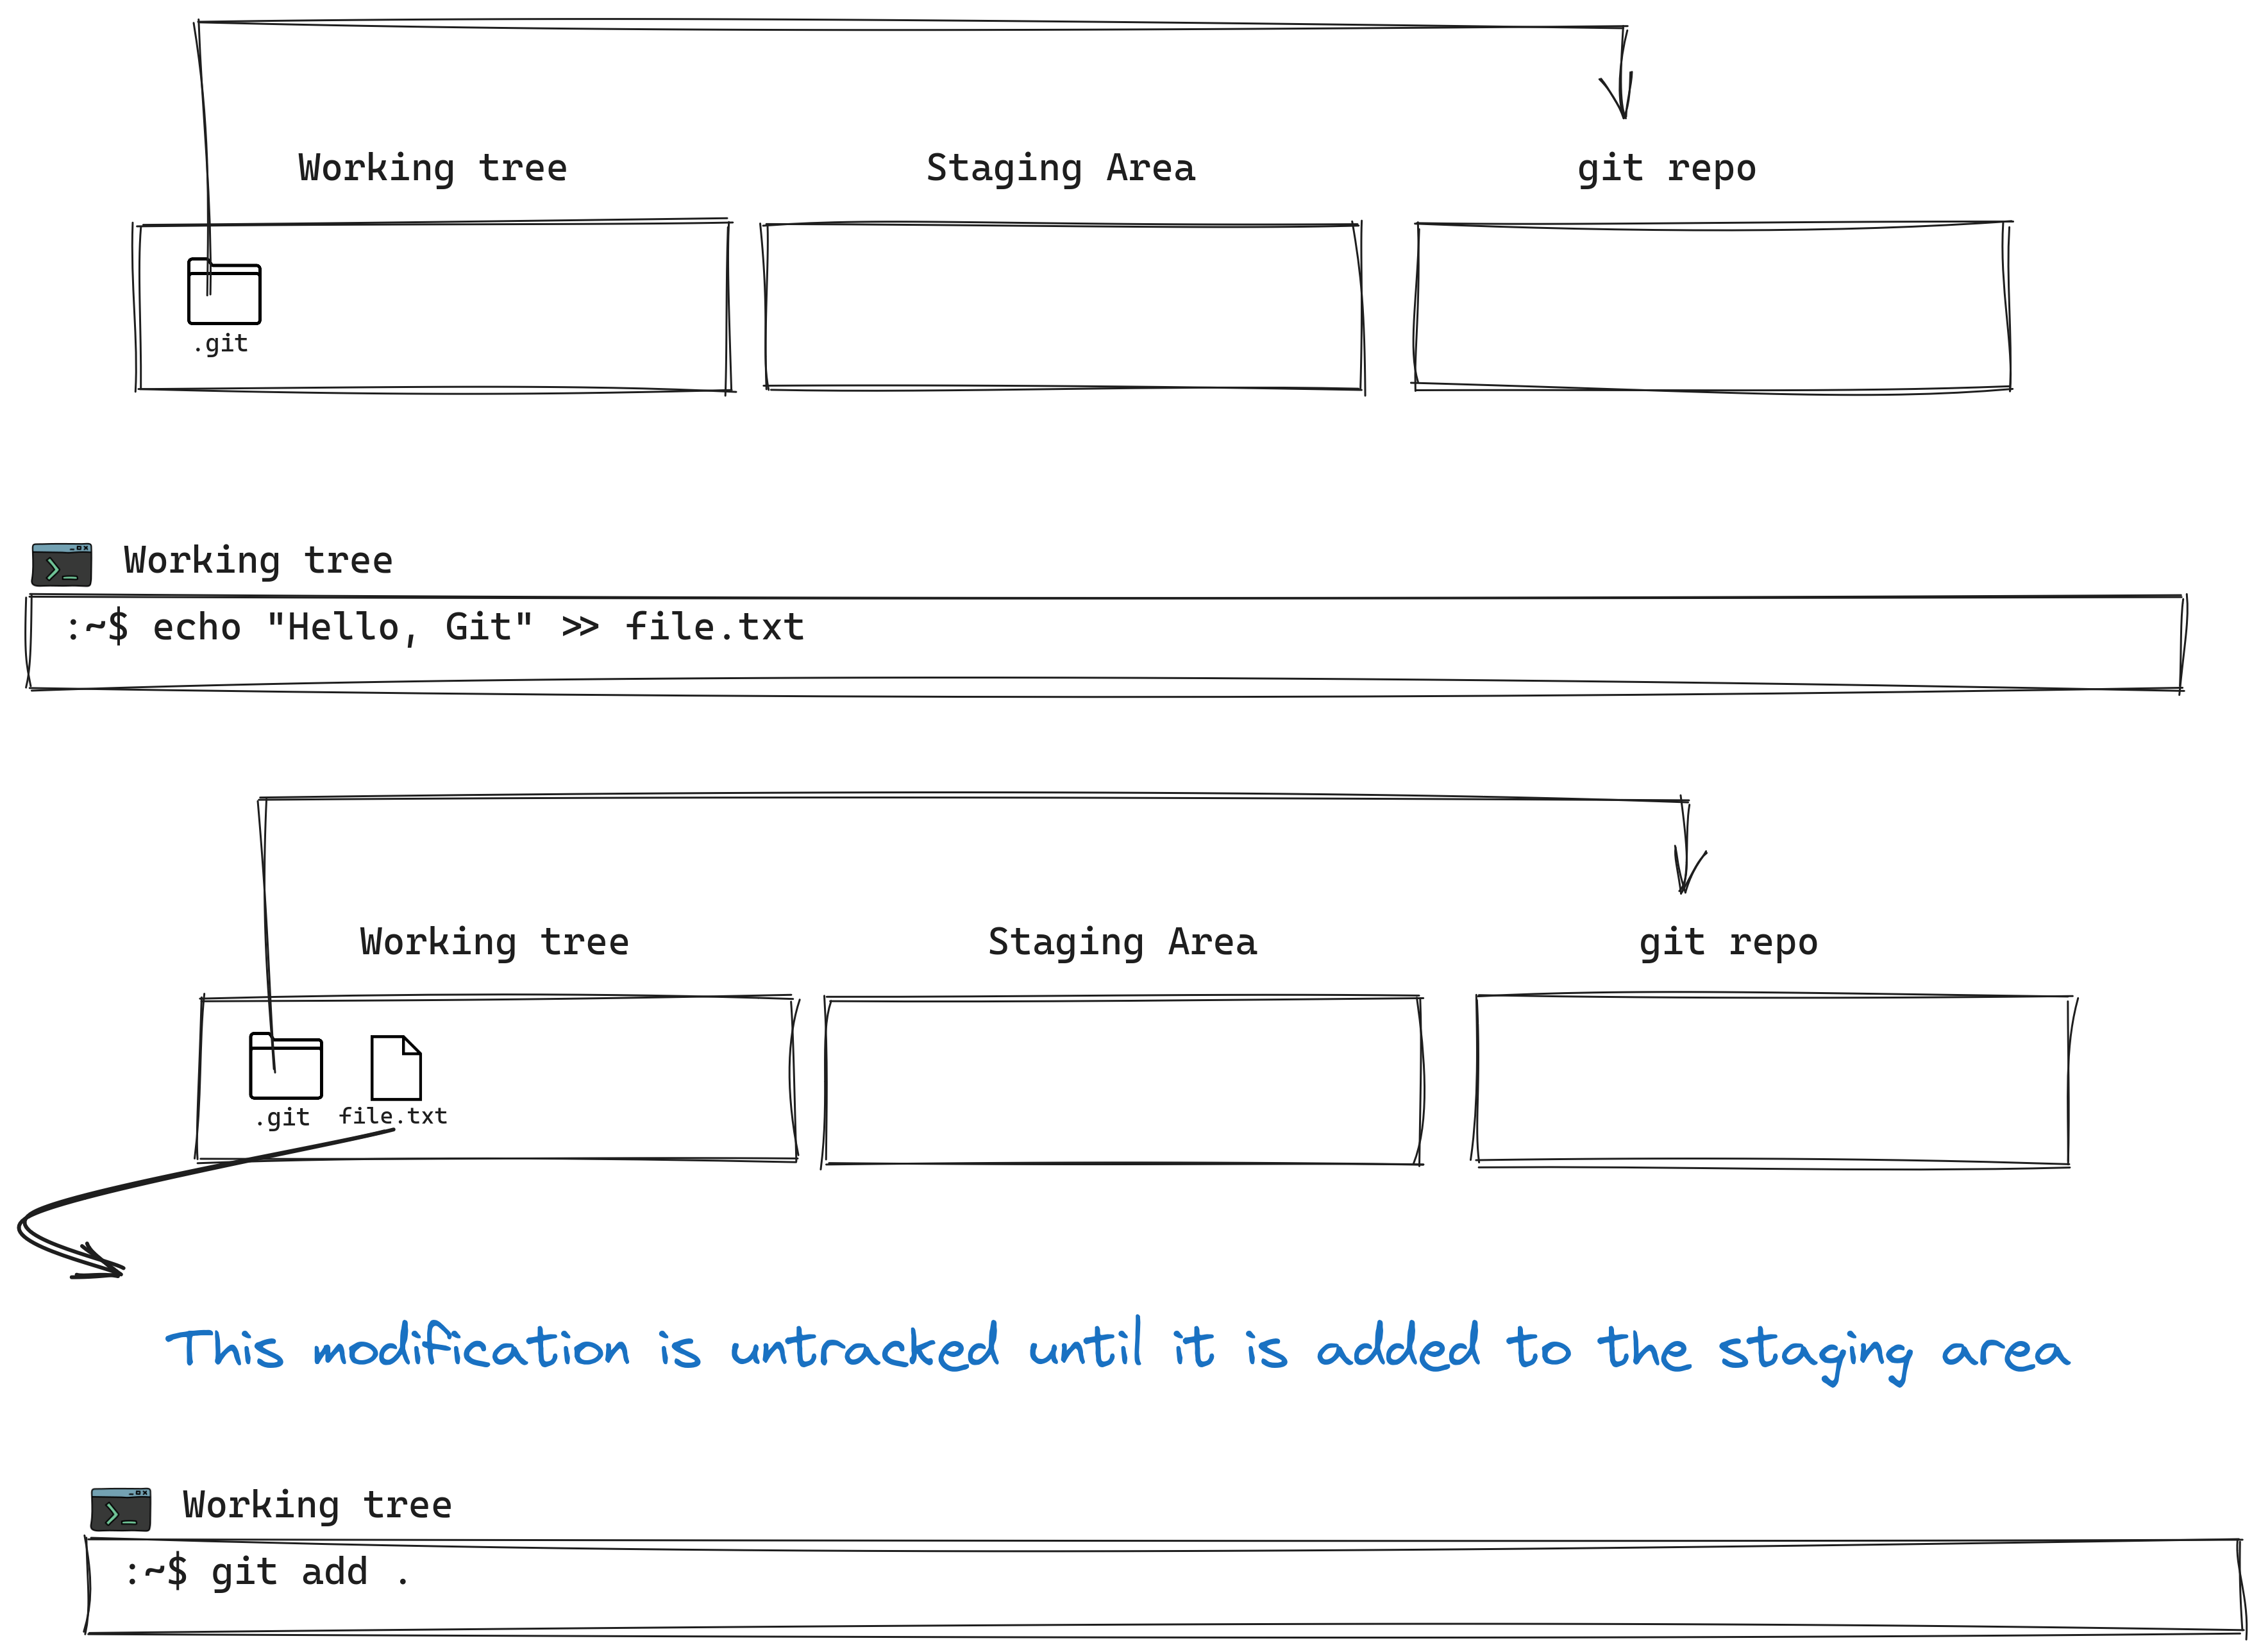 Working tree
Staging Area
git repo
.git
Working tree
:~$ echo "Hello, Git" >> file.txt
Working tree
Staging Area
git repo
.git
file.txt
This modification is untracked until it is added to the staging area
Working tree
:~$ git add .